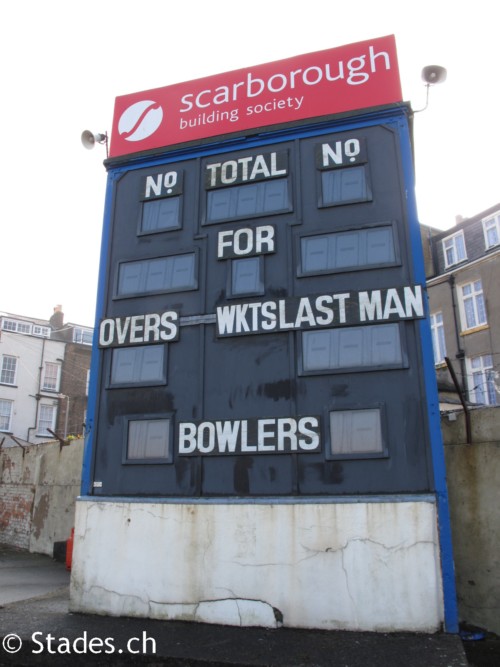 scarborough
building society
Nº TOTAL Nº
FOR
OVERS WKTS LAST MAN
BOWLERS
© Stades.ch